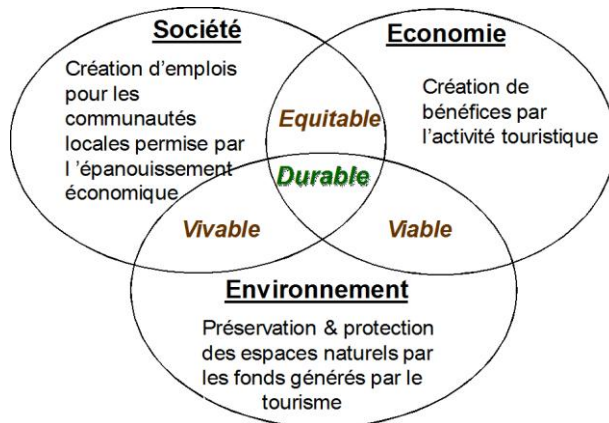 Société
Création d'emplois
pour les
communautés
locales permise par
l 'épanouissement
économique
Economie
Création de
bénéfices par
l'activité touristique
Equitable
Durable
Vivable
Viable
Environnement
Préservation & protection
des espaces naturels par
les fonds générés par le
tourisme